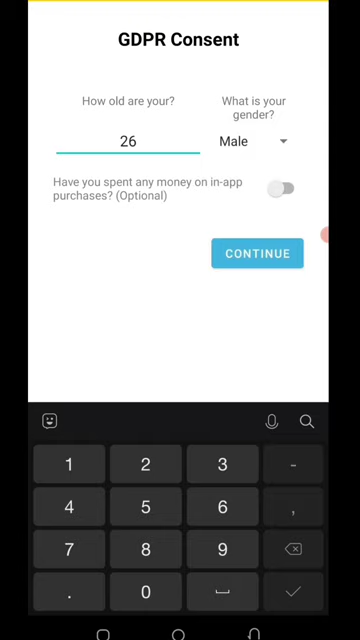 GDPR Consent
How old are your?
What is your
gender?
26
Male
Have you spent any money on in-app
purchases? (Optional)
CONTINUE
1 2 3 -
4 5 6 ,
7 8 9
. 0